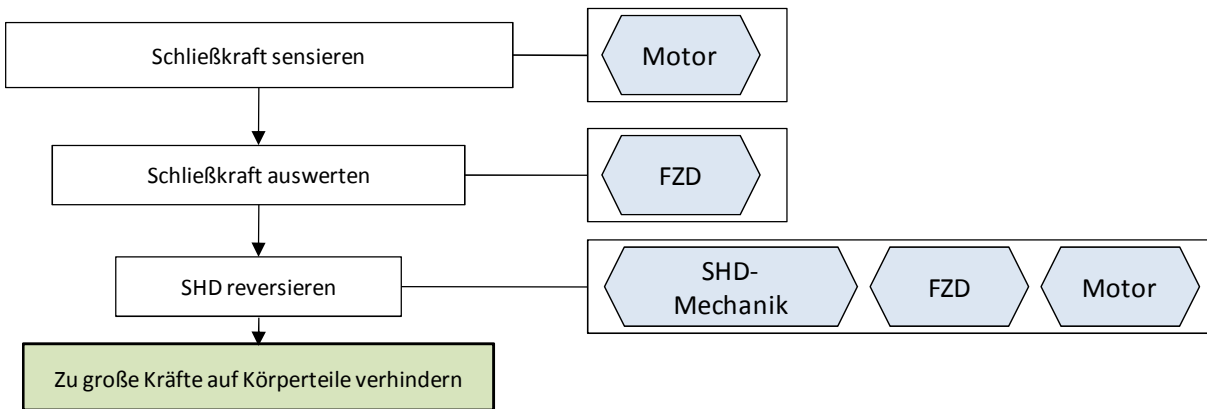 Schließkraft sensieren
Motor
Schließkraft auswerten
FZD
SHD reversieren
SHD-
Mechanik
FZD
Motor
Zu große Kräfte auf Körperteile verhindern